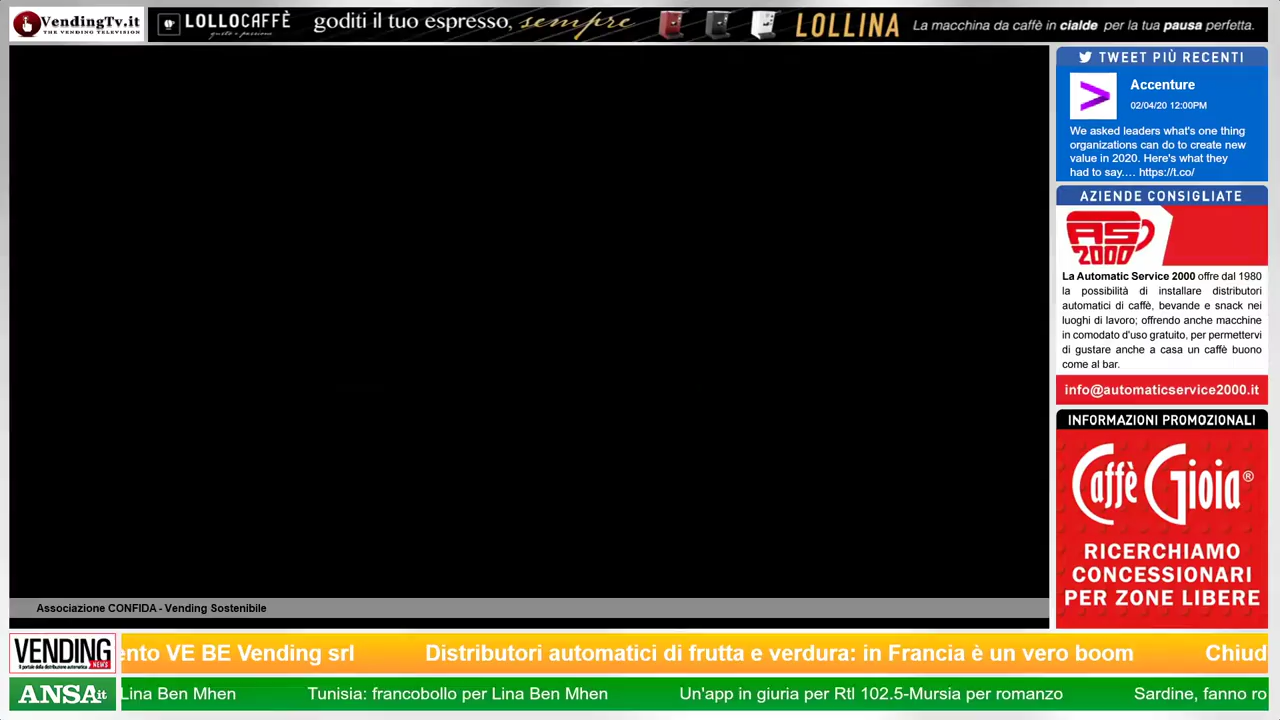 VendingTv.it
THE VENDING TELEVISION
LOLLOCAFFÈ
gusto e passione
goditi il tuo espresso, sempre
LOLLINA
La macchina da caffè in cialde per la tua pausa perfetta.
TWEET PIÙ RECENTI
Accenture
02/04/20 12:00PM
We asked leaders what's one thing
organizations can do to create new
value in 2020. Here's what they
had to say.… https://t.co/
AZIENDE CONSIGLIATE
AS
2000
La Automatic Service 2000 offre dal 1980
la possibilità di installare distributori
automatici di caffè, bevande e snack nei
luoghi di lavoro; offrendo anche macchine
in comodato d'uso gratuito, per permettervi
di gustare anche a casa un caffè buono
come al bar.
info@automaticservice2000.it
INFORMAZIONI PROMOZIONALI
Caffè Gioia®
RICERCHIAMO
CONCESSIONARI
PER ZONE LIBERE
Associazione CONFIDA - Vending Sostenibile
VENDING
NEWS
Il portale della distribuzione automatica
ento VE BE Vending srl
Distributori automatici di frutta e verdura: in Francia è un vero boom
Chiud
ANSA.it
Lina Ben Mhen
Tunisia: francobollo per Lina Ben Mhen
Un'app in giuria per Rtl 102.5-Mursia per romanzo
Sardine, fanno ro